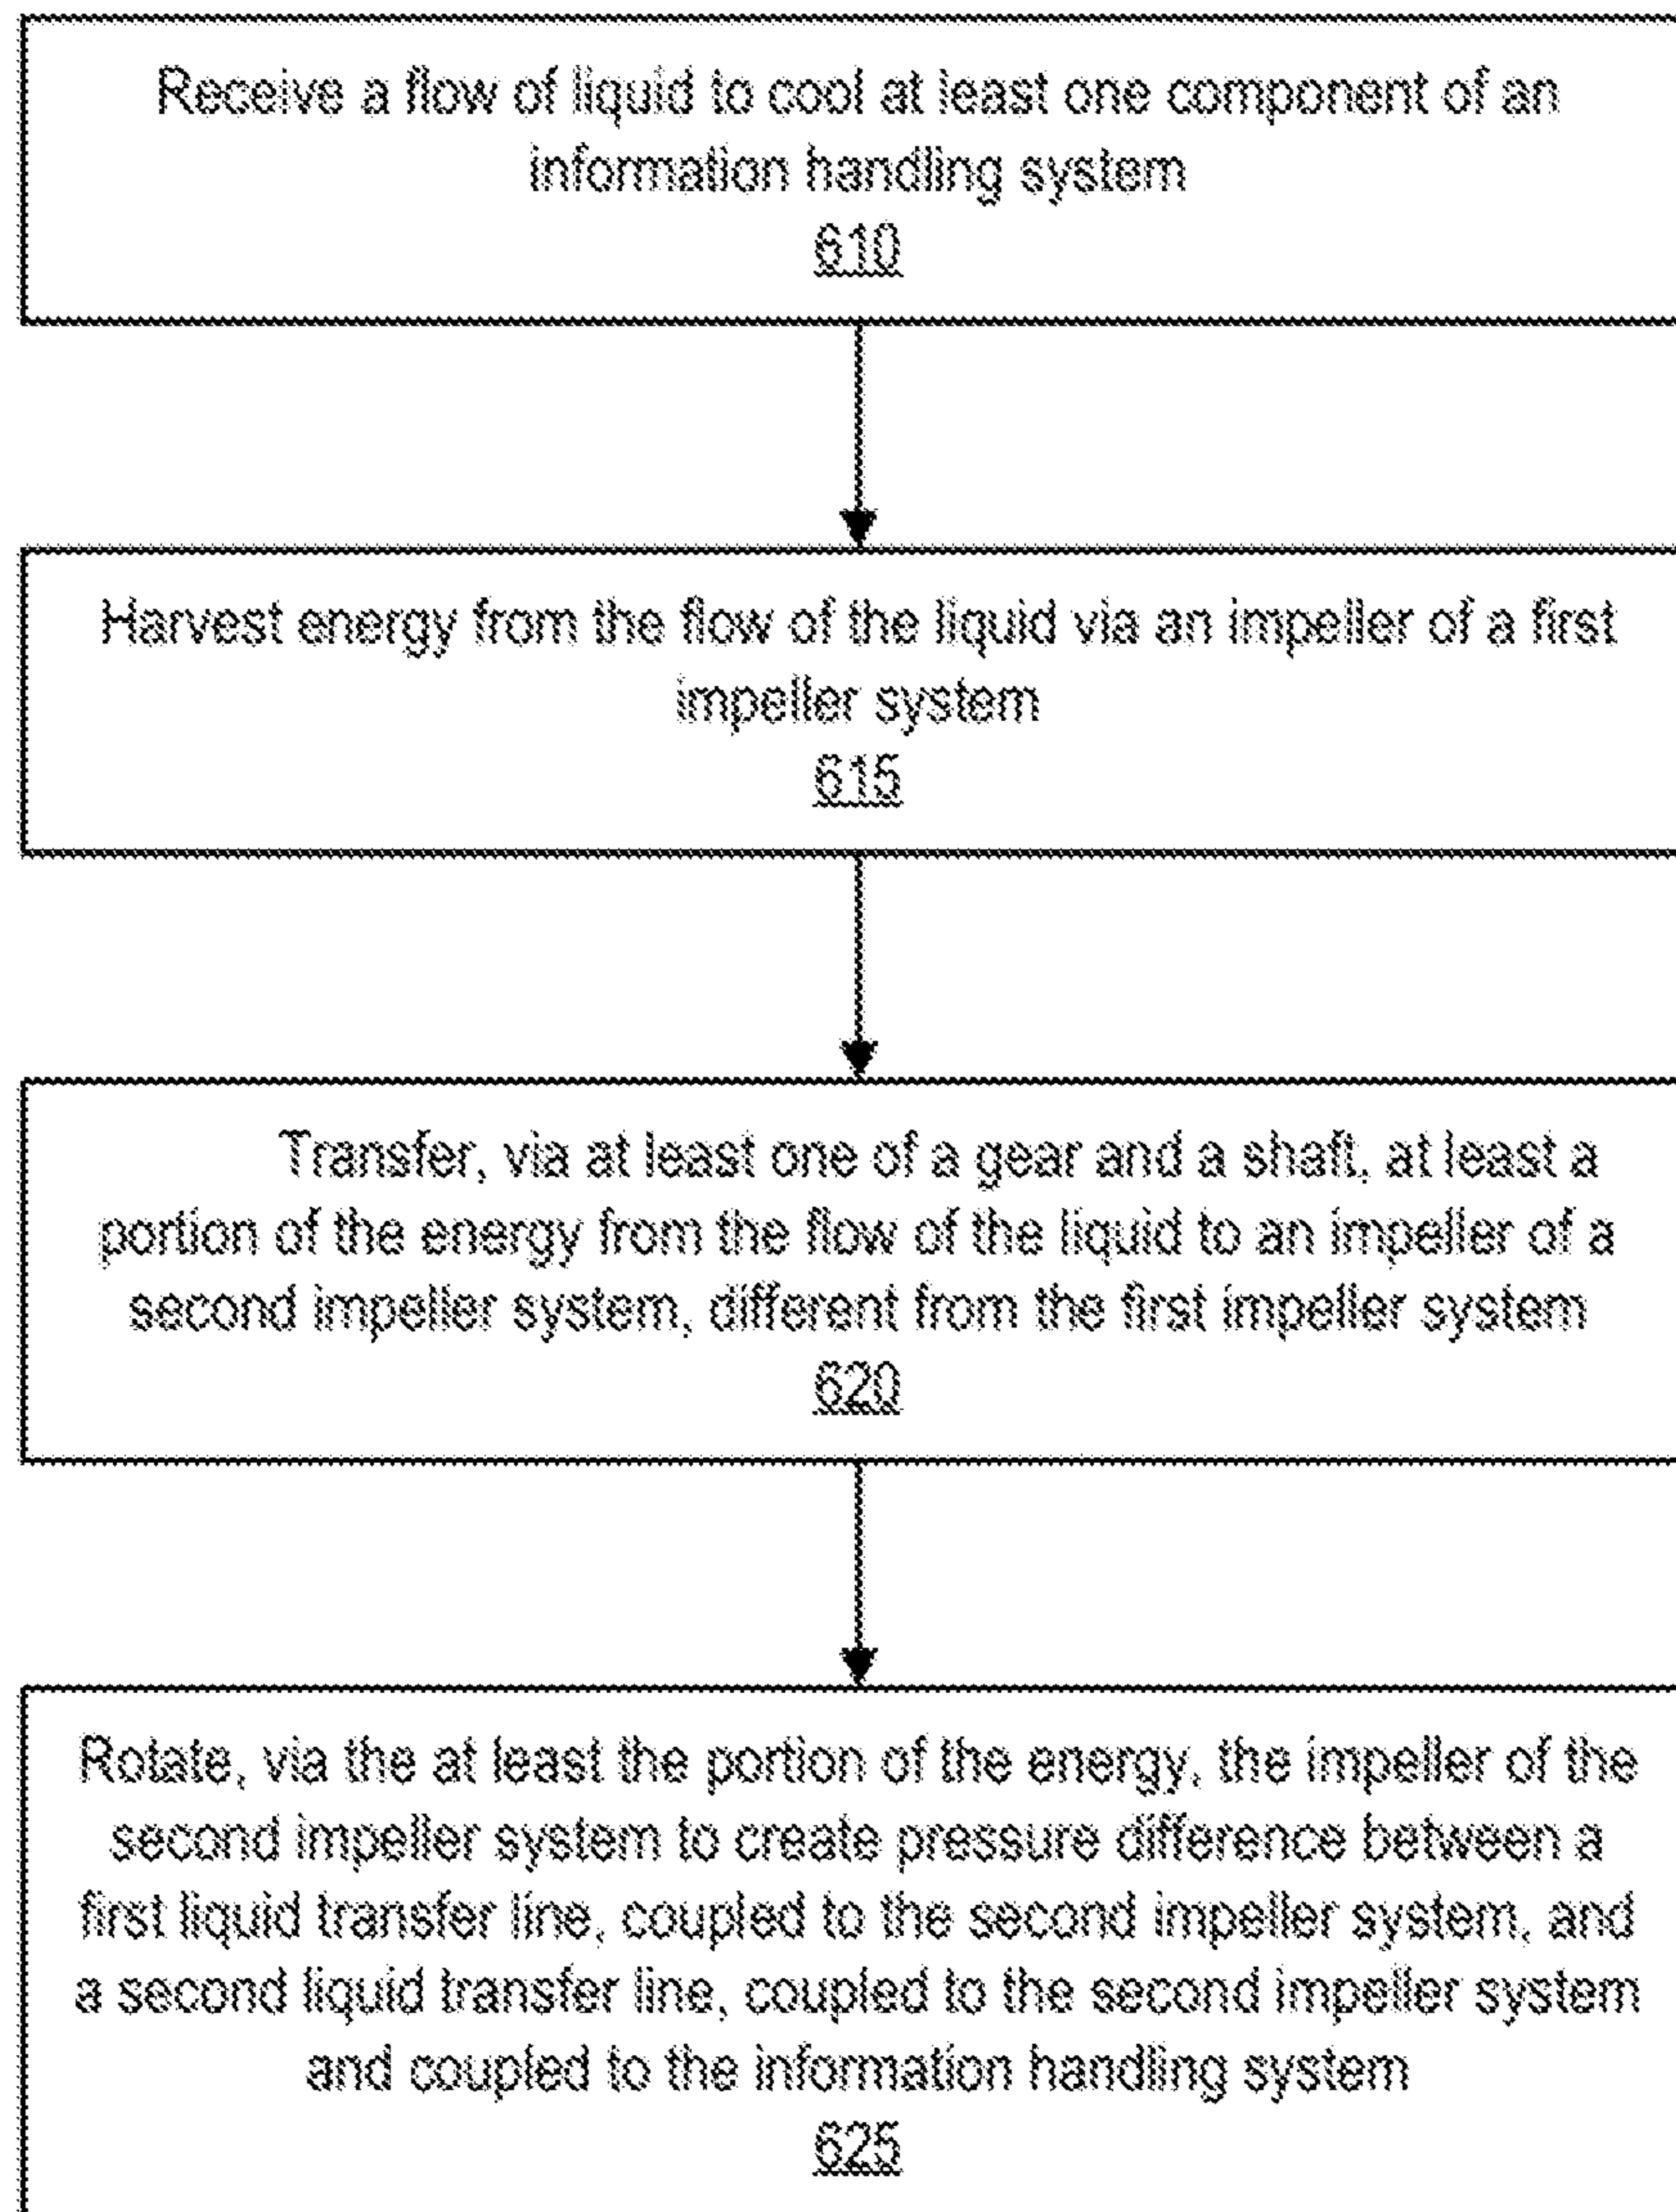 Receive a flow of liquid to cool at least one component of an
information handling system
610
Harvest energy from the flow of the liquid via an impeller of a first
impeller system
615
Transfer, via at least one of a gear and a shaft, at least a
portion of the energy from the flow of the liquid to an impeller of a
second impeller system, different from the first impeller system
620
Rotate, via the at least the portion of the energy, the impeller of the
second impeller system to create pressure difference between a
first liquid transfer line, coupled to the second impeller system, and
a second liquid transfer line, coupled to the second impeller system
and coupled to the information handling system
625